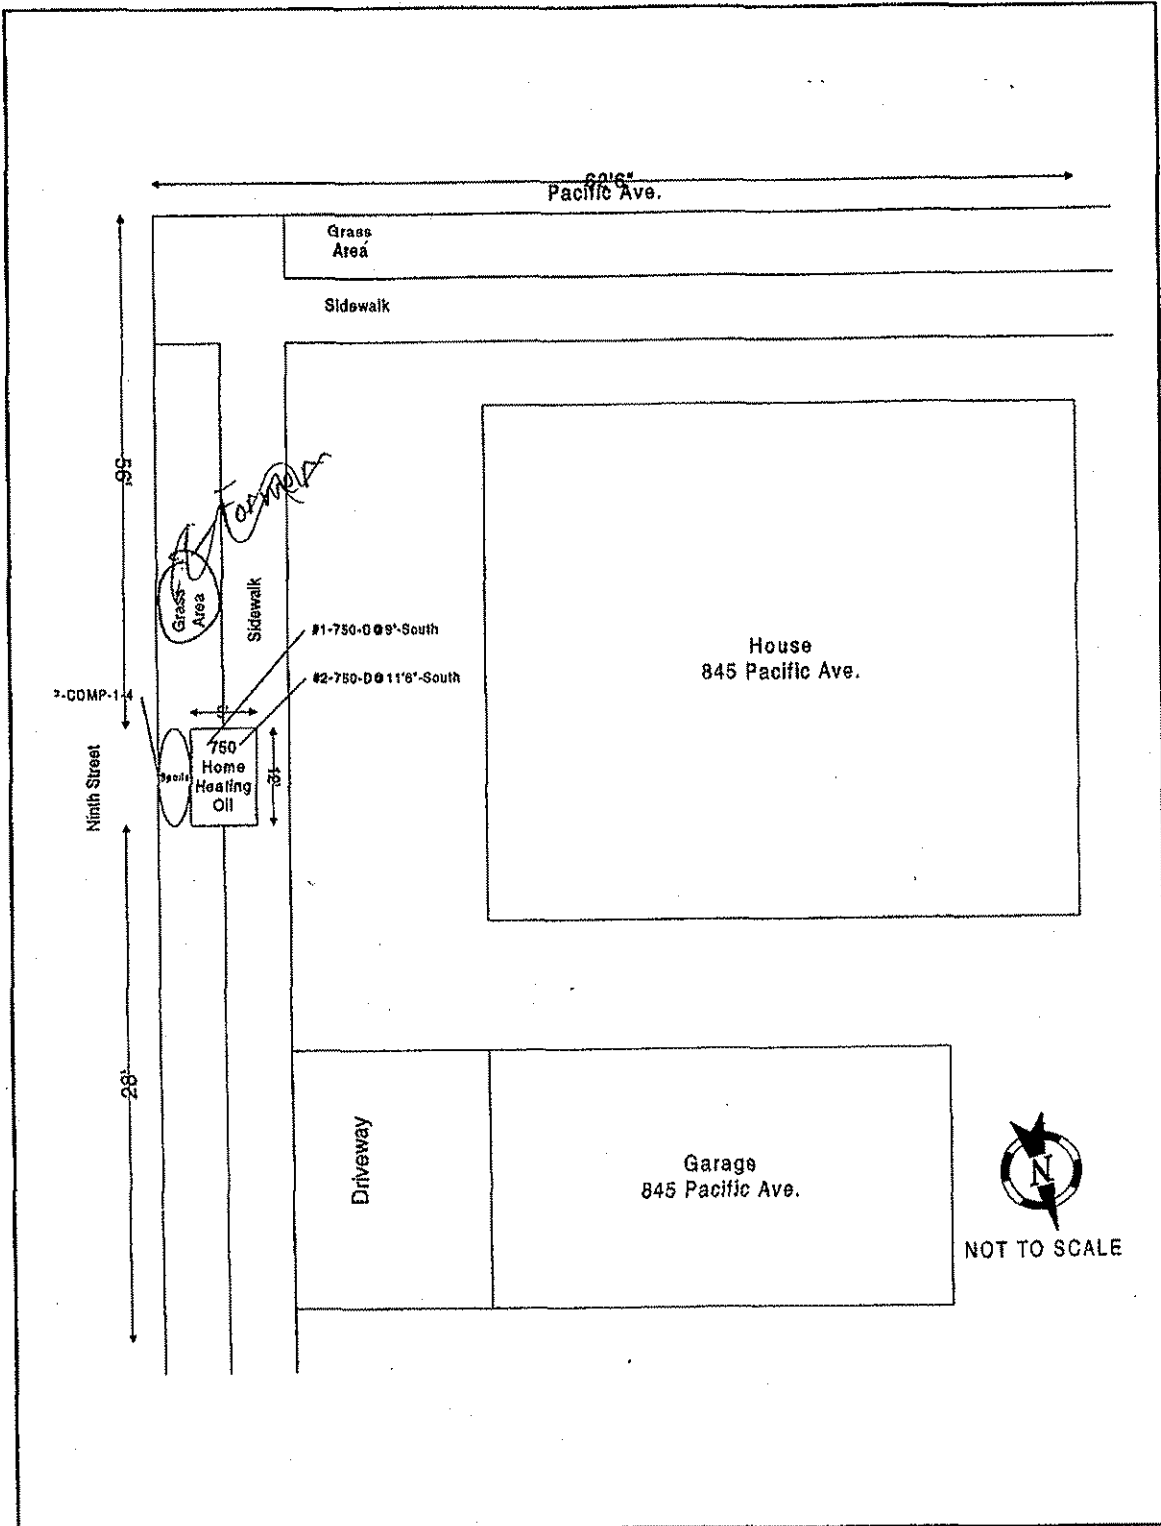 62'6"
Pacific Ave.
Grass
Area
Sidewalk
56'
Grass
Area
Sidewalk
#1-750-D@9'-South
#2-750-D@11'6"-South
-COMP-1-4
Ninth Street
Spoils
750
Home
Heating
Oil
12'
House
845 Pacific Ave.
28'
Driveway
Garage
845 Pacific Ave.
N
NOT TO SCALE